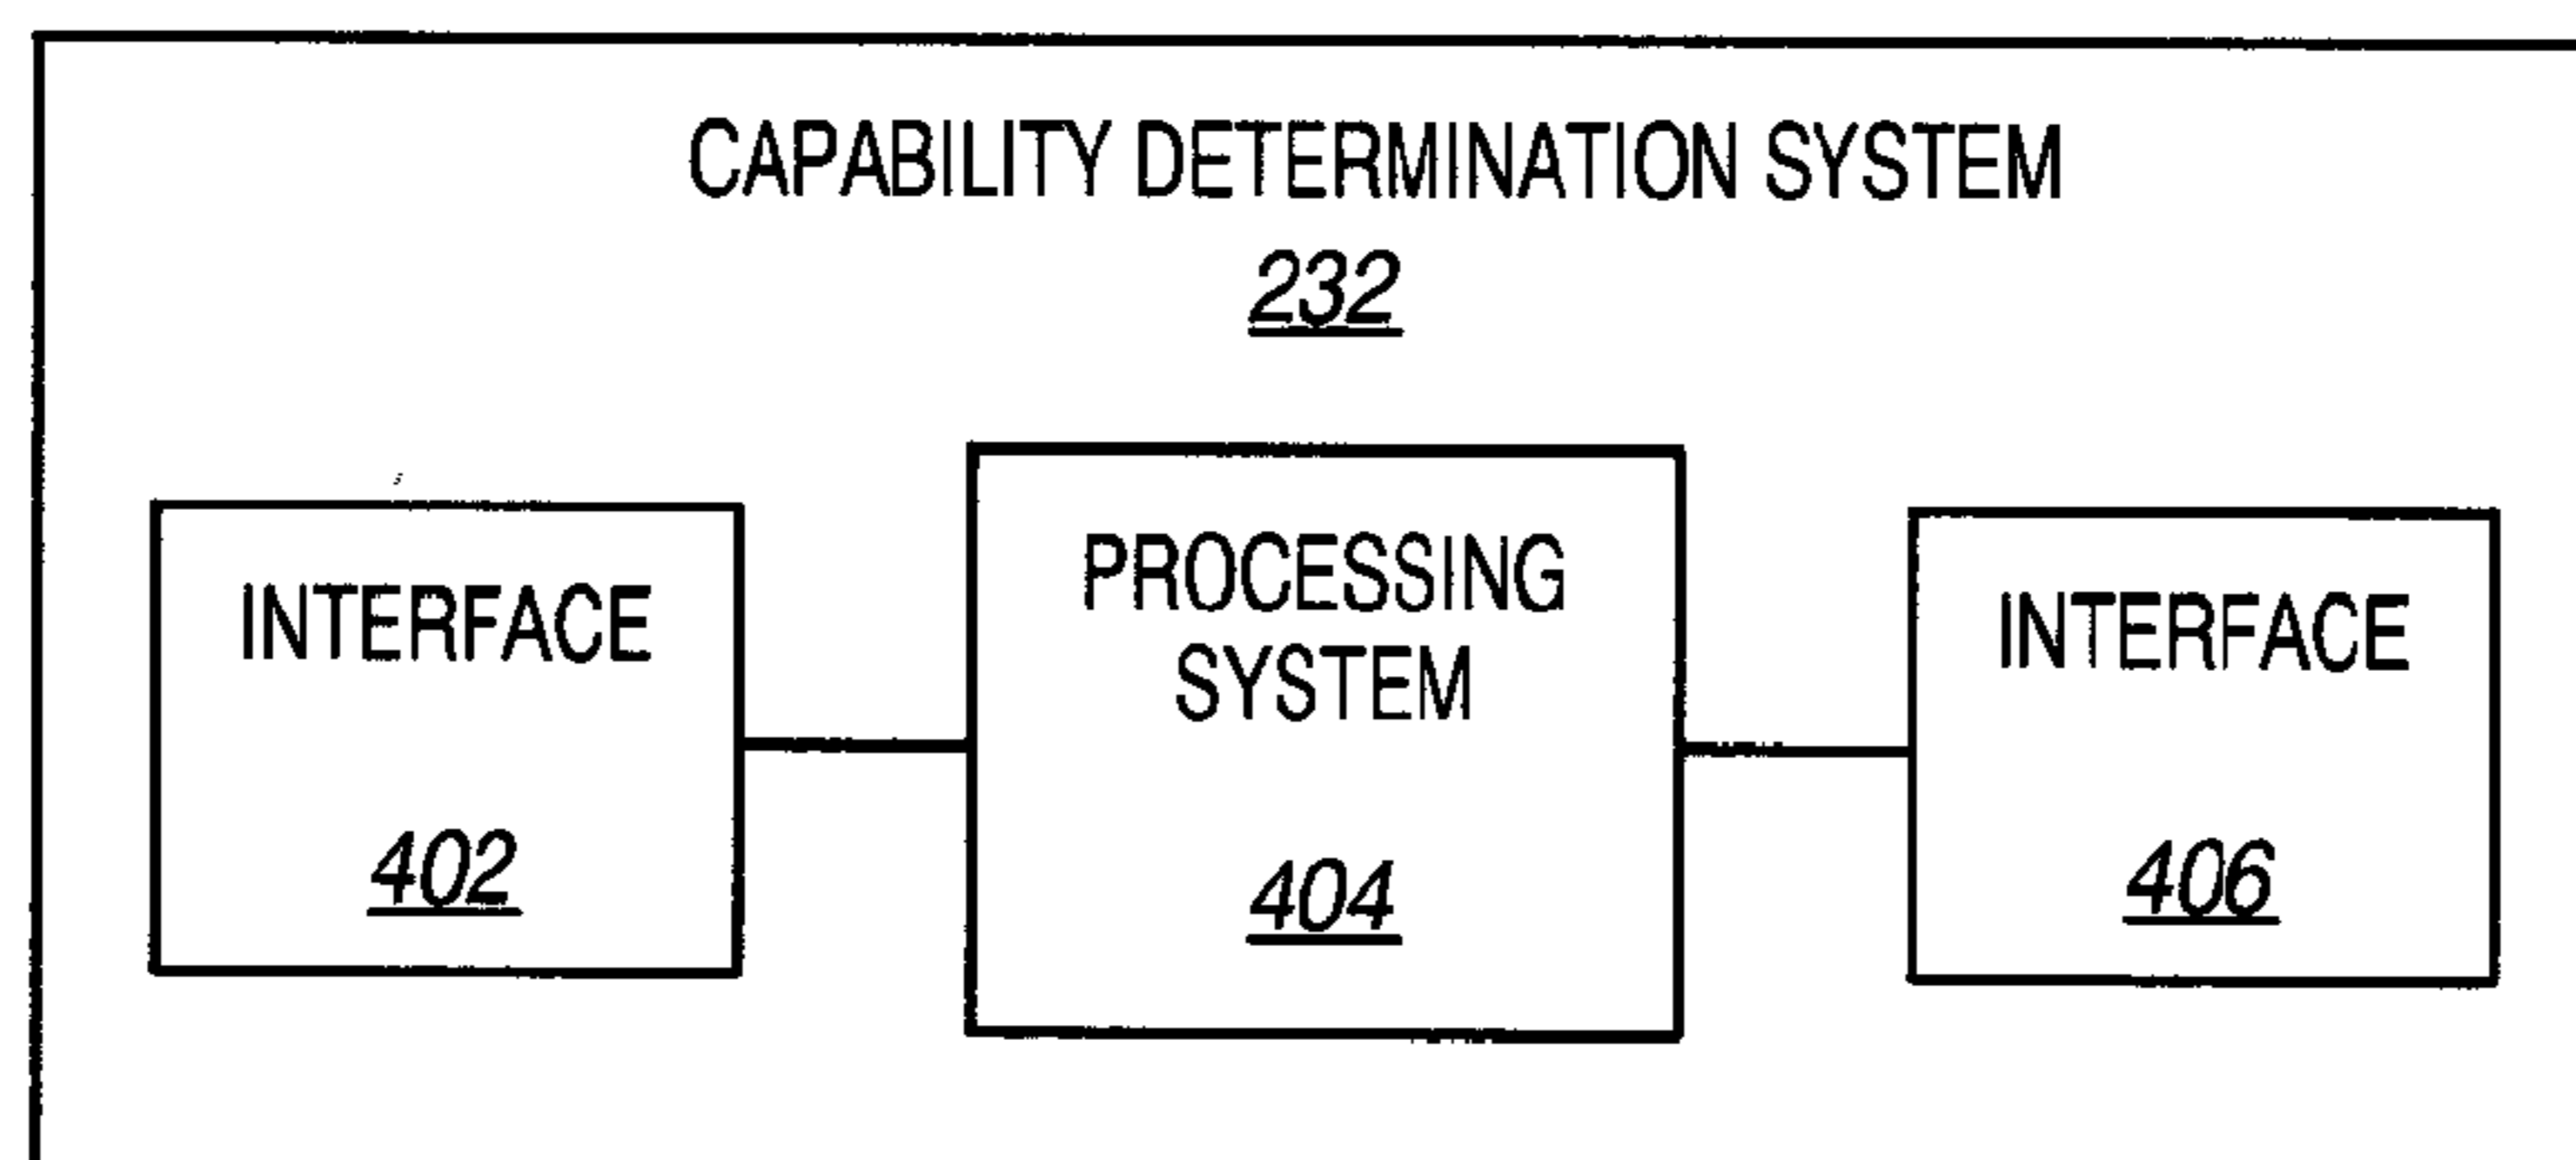 CAPABILITY DETERMINATION SYSTEM
232
INTERFACE
402
PROCESSING
SYSTEM
404
INTERFACE
406